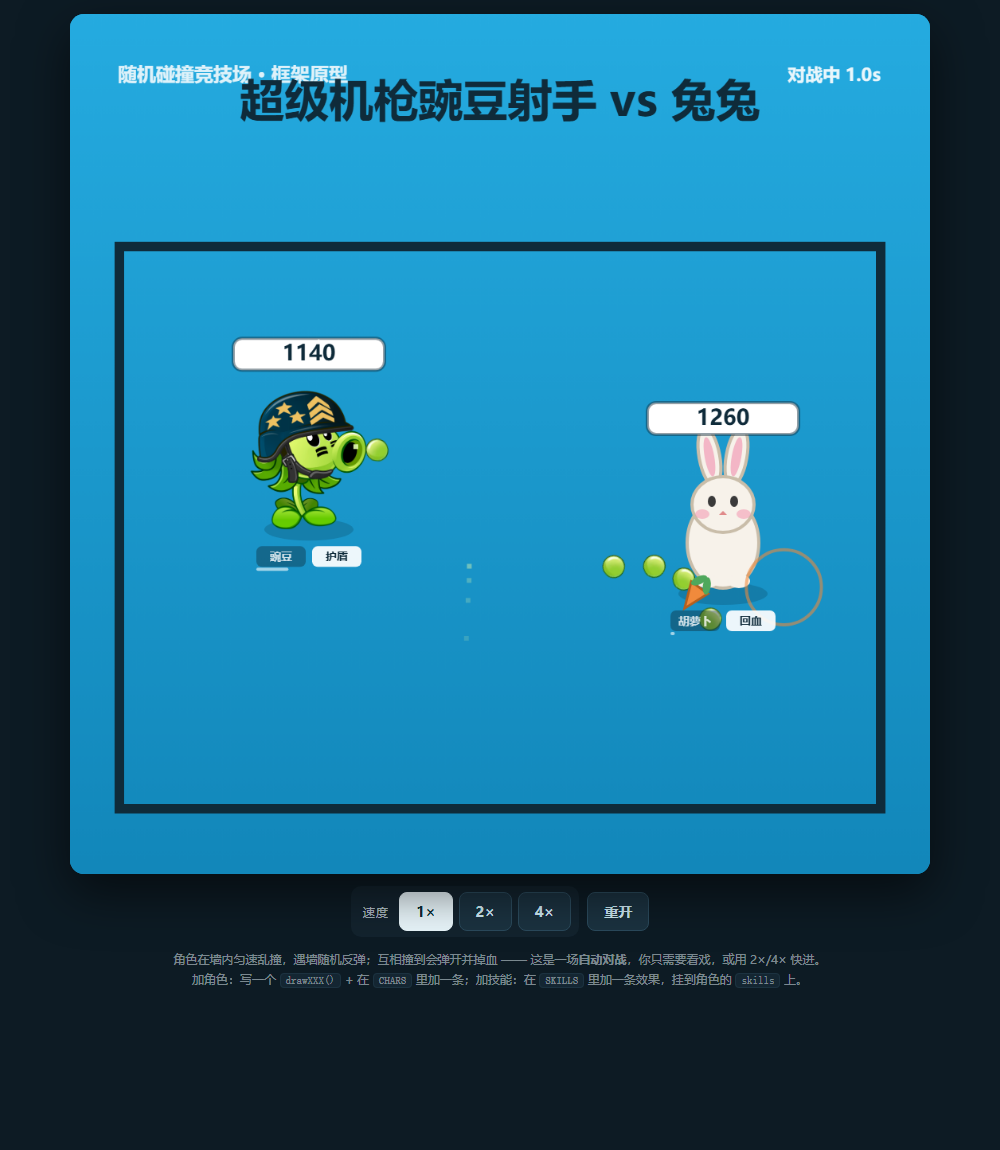 随机碰撞竞技场 • 框架原型
对战中 1.0s
超级机枪豌豆射手 vs 兔兔
1140
1260
豌豆 护盾
胡萝卜 回血
速度 1× 2× 4× 重开
角色在墙内匀速乱撞，遇墙随机反弹；互相撞到会弹开并掉血 —— 这是一场自动对战，你只需要看戏，或用 2×/4× 快进。
加角色：写一个 drawXXX() + 在 CHARS 里加一条；加技能：在 SKILLS 里加一条效果，挂到角色的 skills 上。